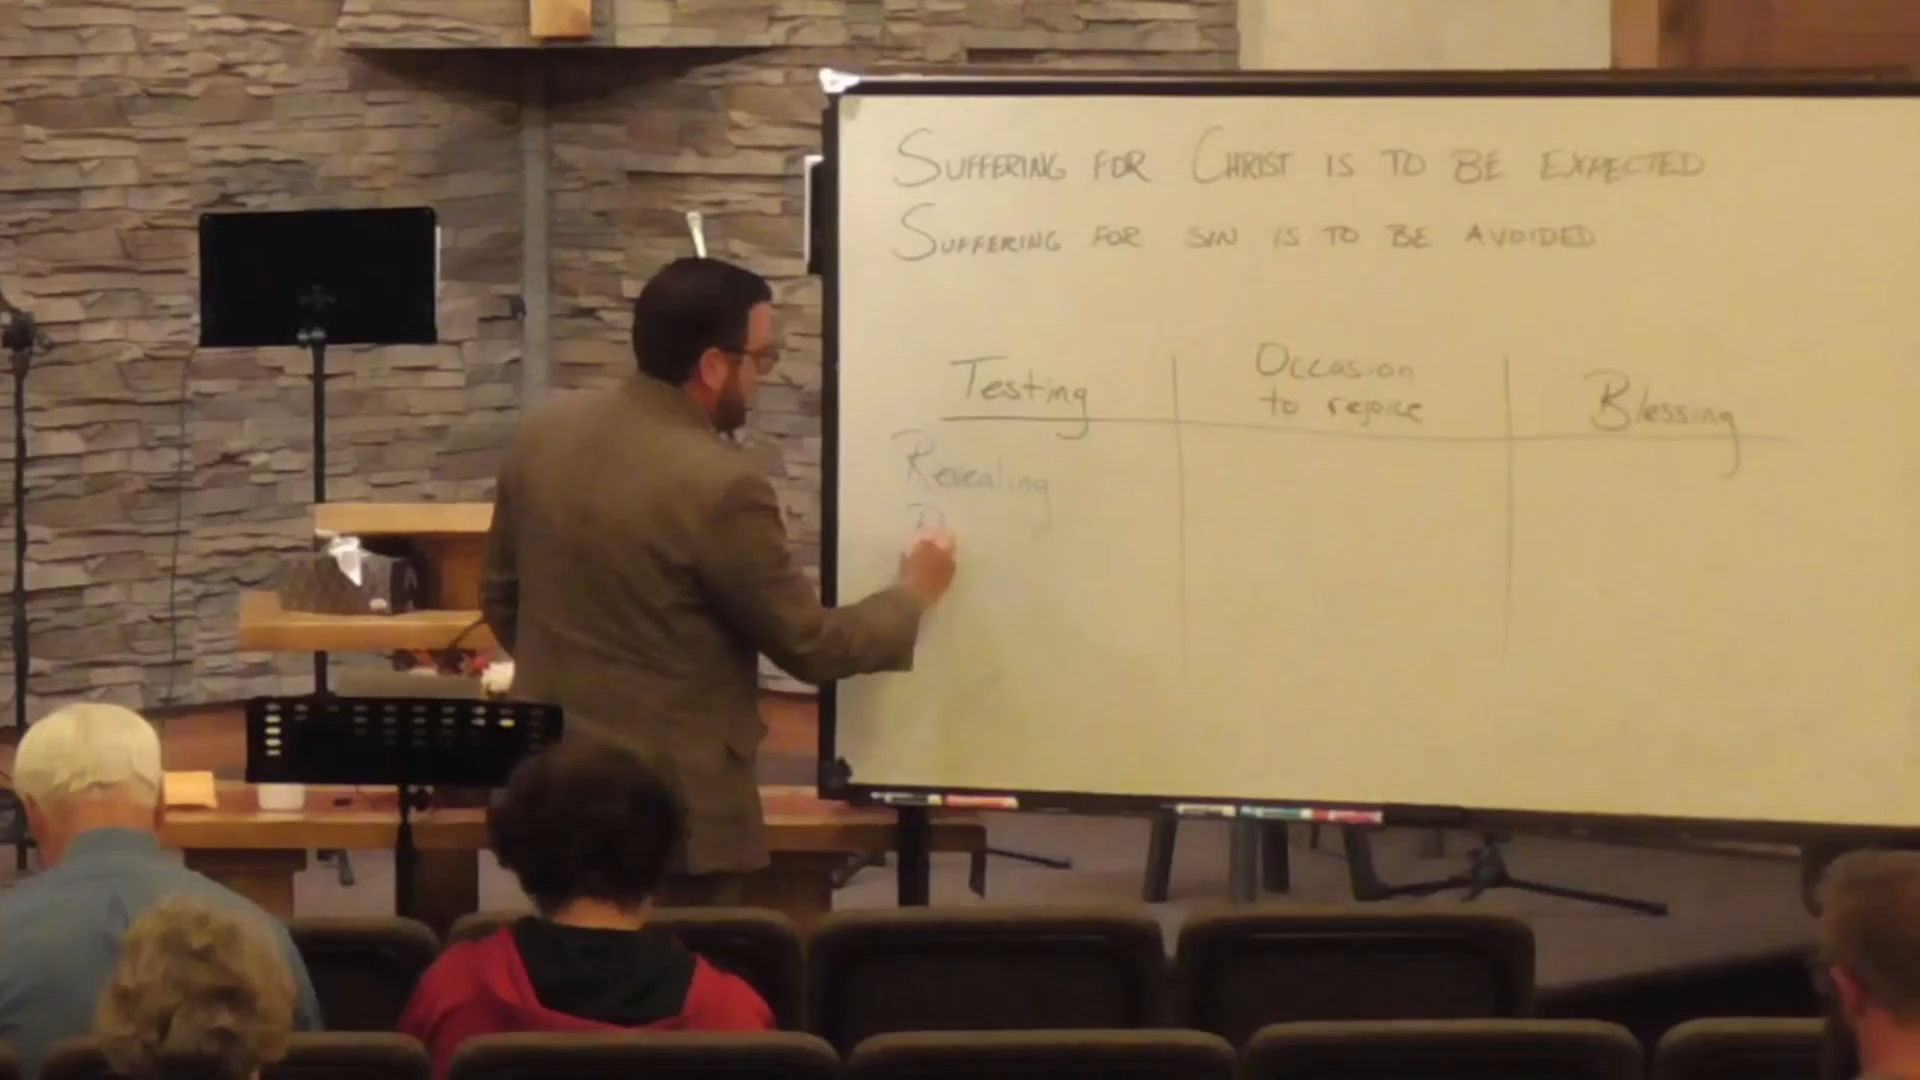 SUFFERING FOR CHRIST IS TO BE EXPECTED
SUFFERING FOR SIN IS TO BE AVOIDED
Testing
Occasion
to rejoice
Blessing
Revealing